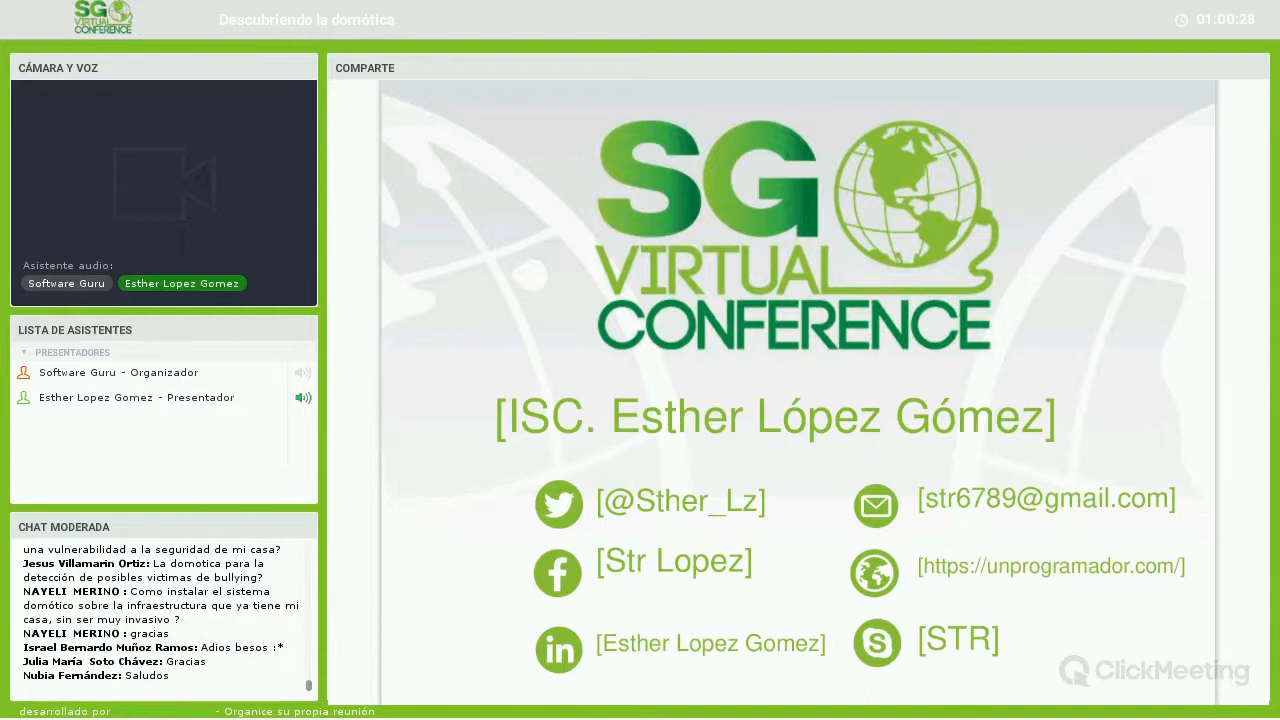 SG VIRTUAL CONFERENCE
Descubriendo la domótica
01:00:28
CÁMARA Y VOZ
Asistente audio:
Software Guru
Esther Lopez Gomez
LISTA DE ASISTENTES
PRESENTADORES
Software Guru - Organizador
Esther Lopez Gomez - Presentador
CHAT MODERADA
una vulnerabilidad a la seguridad de mi casa?
Jesus Villamarin Ortiz: La domotica para la
detección de posibles victimas de bullying?
NAYELI MERINO : Como instalar el sistema
domótico sobre la infraestructura que ya tiene mi
casa, sin ser muy invasivo ?
NAYELI MERINO : gracias
Israel Bernardo Muñoz Ramos: Adios besos :*
Julia María Soto Chávez: Gracias
Nubia Fernández: Saludos
desarrollado por
- Organice su propia reunión
COMPARTE
SG
VIRTUAL
CONFERENCE
[ISC. Esther López Gómez]
[@Sther_Lz]
[str6789@gmail.com]
[Str Lopez]
[https://unprogramador.com/]
[Esther Lopez Gomez]
[STR]
ClickMeeting